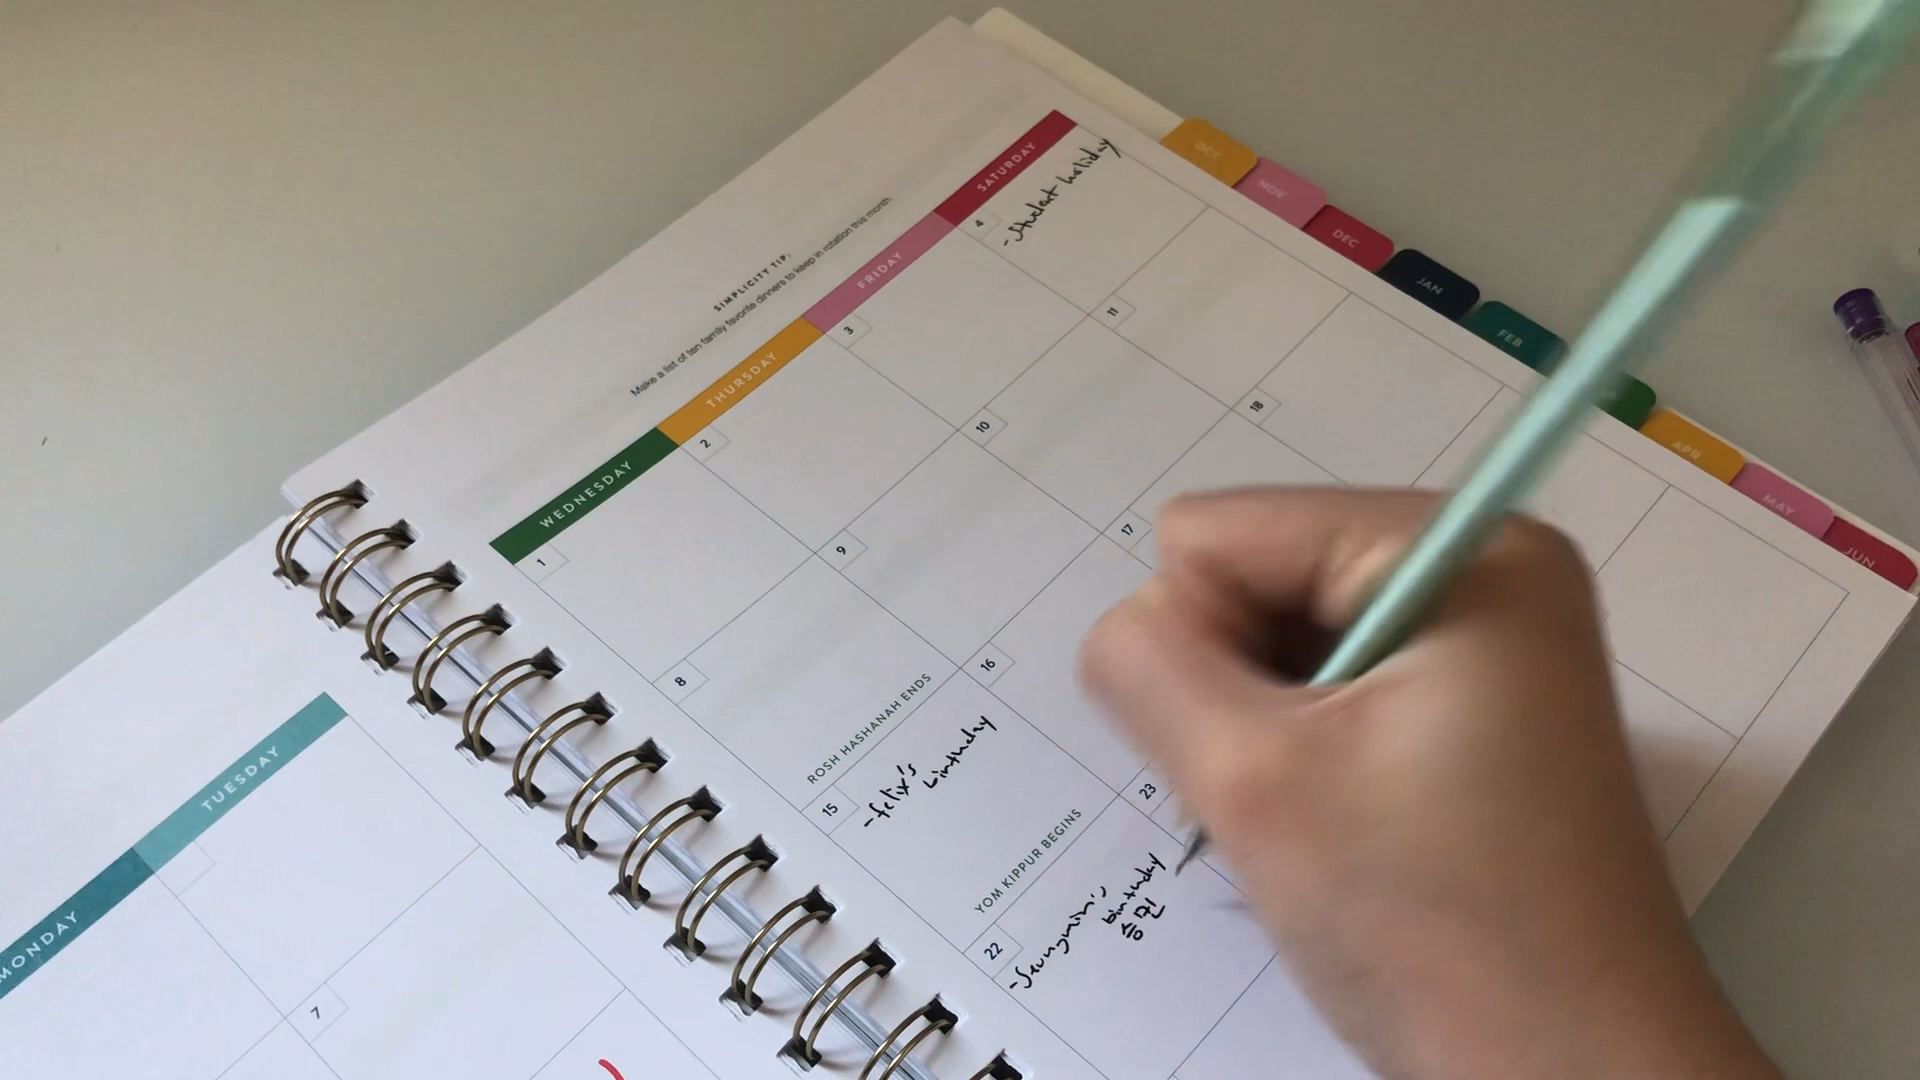 SIMPLICITY TIP:
Make a list of ten family favorite dinners to keep in rotation this month.
MONDAY
TUESDAY
WEDNESDAY
THURSDAY
FRIDAY
SATURDAY
1
2
3
4
-Student holiday
7
8
ROSH HASHANAH ENDS
9
10
11
15
-felix's
birthday
YOM KIPPUR BEGINS
16
17
18
22
-Seungmin's
birthday
승민
23
OCT
NOV
DEC
JAN
FEB
APR
MAY
JUN